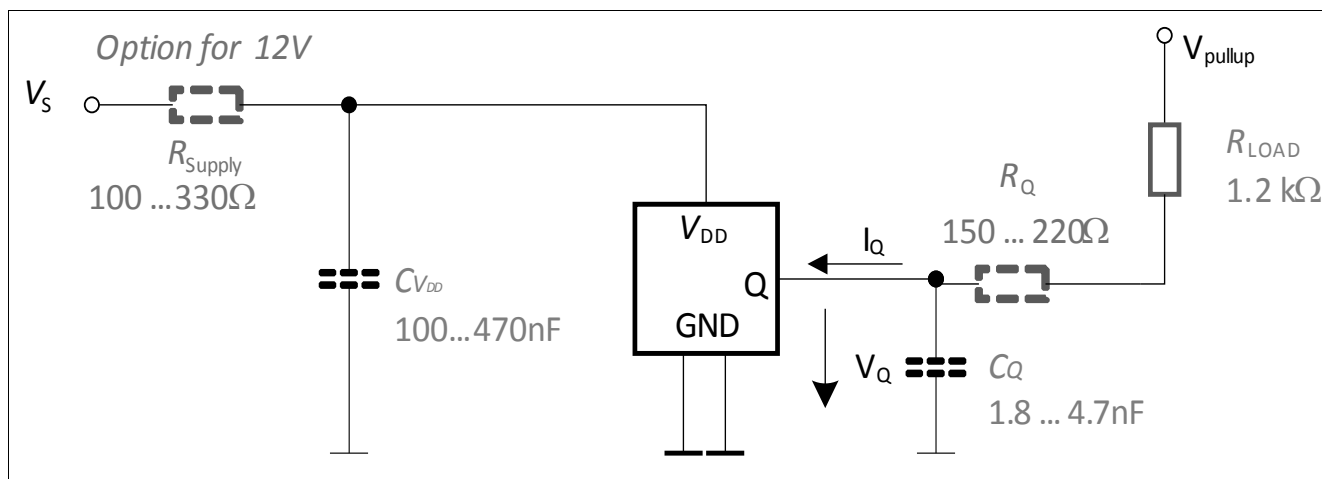 Option for 12V
V_S
R_Supply
100 ...330Ω
C_VDD
100...470nF
V_DD
Q
GND
I_Q
V_Q
R_Q
150 ... 220Ω
C_Q
1.8 ... 4.7nF
V_pullup
R_LOAD
1.2 kΩ